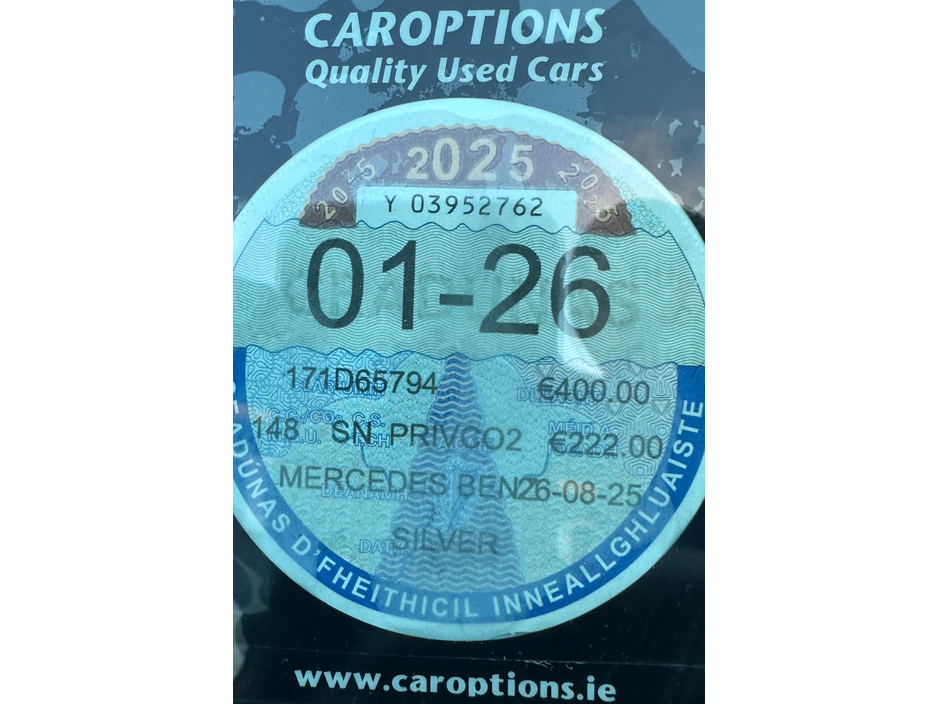 CAROPTIONS
Quality Used Cars
2025 2025 2025
Y 03952762
01-26
171D65794 €400.00
148 SN PRIVCO2 €222.00
MERCEDES BENZ 26-08-25
SILVER
D'FHEITHICIL INNEALLGHLUAISTE
www.caroptions.ie